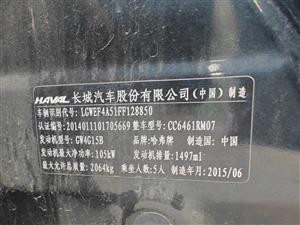 HAVAL 长城汽车股份有限公司(中国)制造
车辆识别代号: LGWEF4A51FF128850
认证编号: 2014011101705669 整车型号: CC6461RM07
发动机型号: GW4G15B 品牌: 哈弗牌 制造国: 中国
发动机最大净功率: 105kW 发动机排量: 1497ml
最大允许总质量: 2064kg 乘坐人数: 5人 制造年月: 2015/06